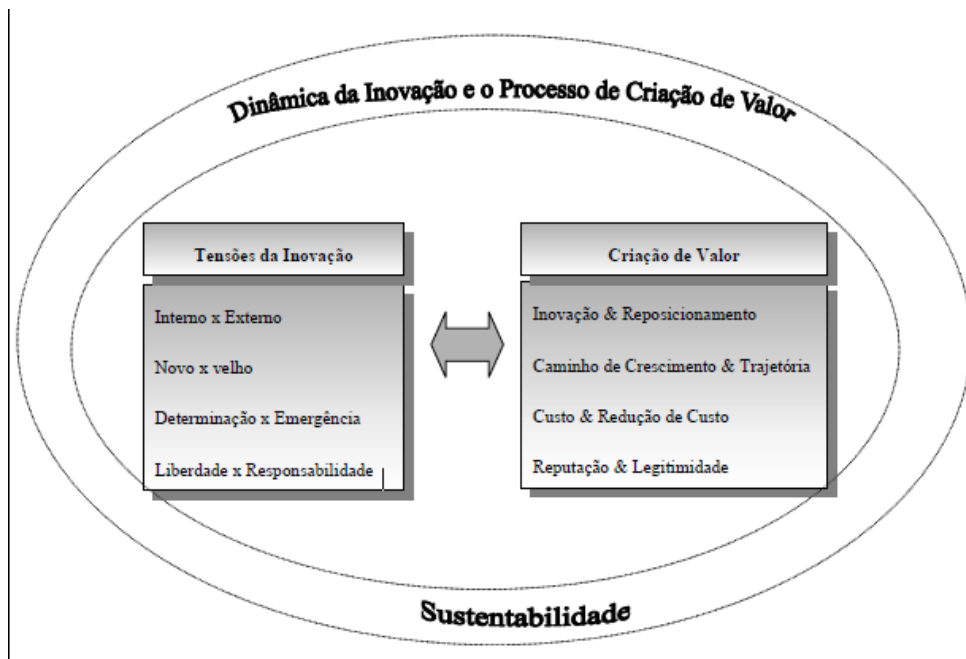 Dinâmica da Inovação e o Processo de Criação de Valor
Tensões da Inovação
Interno x Externo
Novo x velho
Determinação x Emergência
Liberdade x Responsabilidade
Criação de Valor
Inovação & Reposicionamento
Caminho de Crescimento & Trajetória
Custo & Redução de Custo
Reputação & Legitimidade
Sustentabilidade